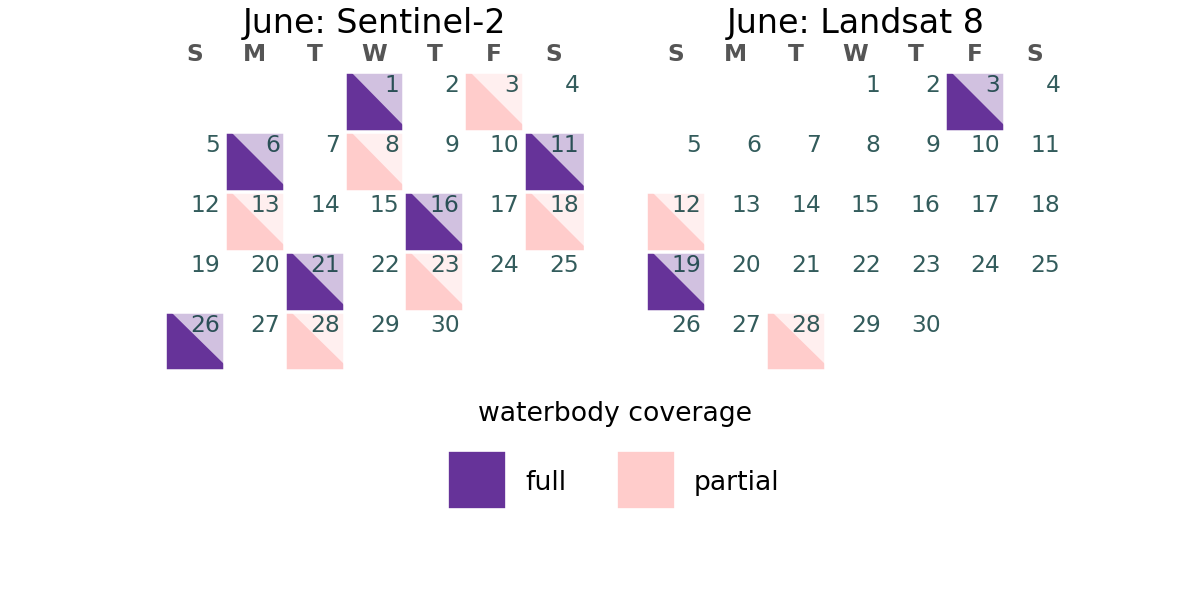 June: Sentinel-2
S M T W T F S
1 2 3 4
5 6 7 8 9 10 11
12 13 14 15 16 17 18
19 20 21 22 23 24 25
26 27 28 29 30
June: Landsat 8
S M T W T F S
1 2 3 4
5 6 7 8 9 10 11
12 13 14 15 16 17 18
19 20 21 22 23 24 25
26 27 28 29 30
waterbody coverage
full partial